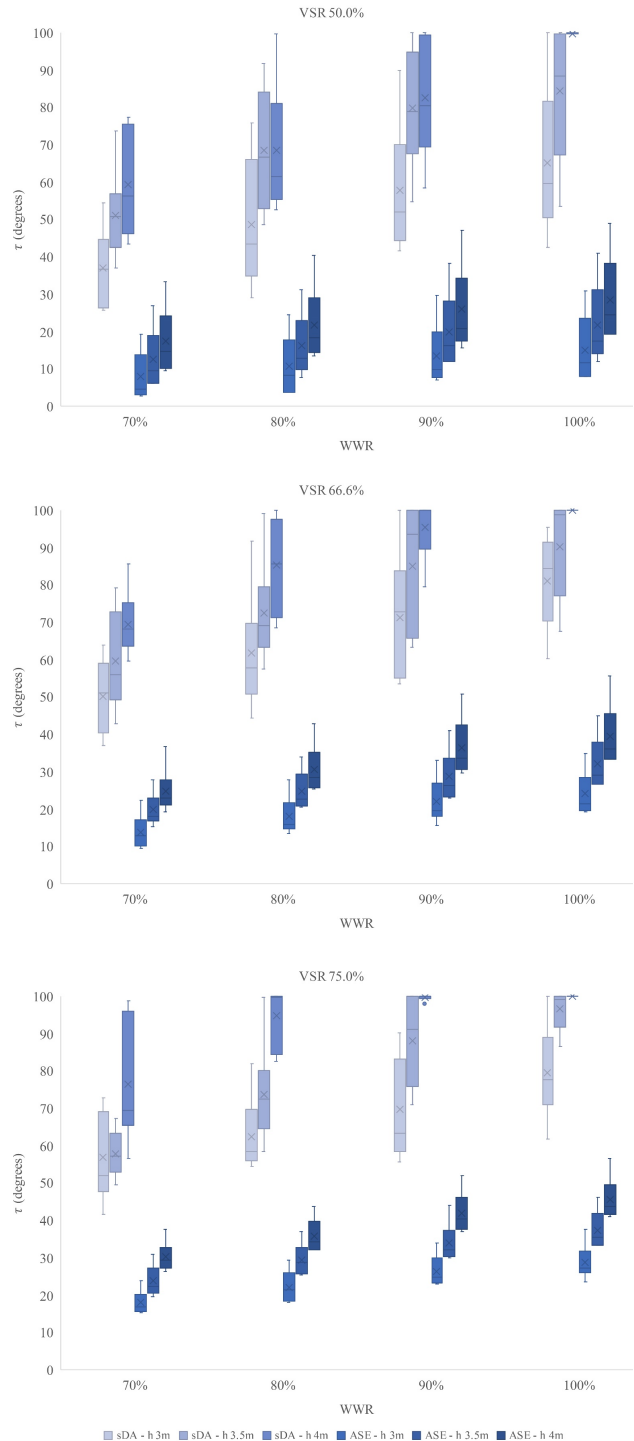 VSR 50.0%
100
90
80
70
60
50
40
30
20
10
0
τ (degrees)
70% 80% 90% 100%
WWR
VSR 66.6%
100
90
80
70
60
50
40
30
20
10
0
τ (degrees)
70% 80% 90% 100%
WWR
VSR 75.0%
100
90
80
70
60
50
40
30
20
10
0
τ (degrees)
70% 80% 90% 100%
WWR
sDA - h 3m sDA - h 3.5m sDA - h 4m ASE - h 3m ASE - h 3.5m ASE - h 4m